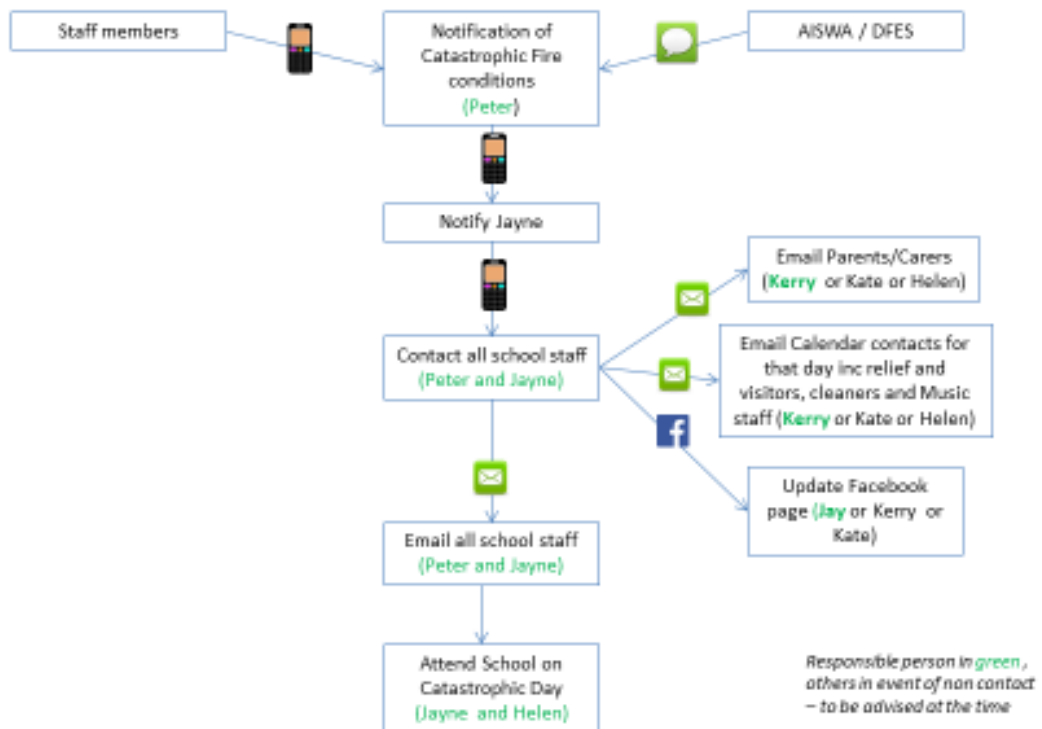 Staff members
Notification of
Catastrophic Fire
conditions
(Peter)
AISWA / DFES
Notify Jayne
Contact all school staff
(Peter and Jayne)
Email Parents/Carers
(Kerry or Kate or Helen)
Email Calendar contacts for
that day inc relief and
visitors, cleaners and Music
staff (Kerry or Kate or Helen)
Update Facebook
page (Jay or Kerry or
Kate)
Email all school staff
(Peter and Jayne)
Attend School on
Catastrophic Day
(Jayne and Helen)
Responsible person in green ,
others in event of non contact
– to be advised at the time